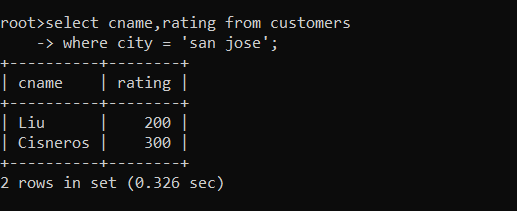 root>select cname,rating from customers
    -> where city = 'san jose';
+----------+--------+
| cname    | rating |
+----------+--------+
| Liu      |    200 |
| Cisneros |    300 |
+----------+--------+
2 rows in set (0.326 sec)